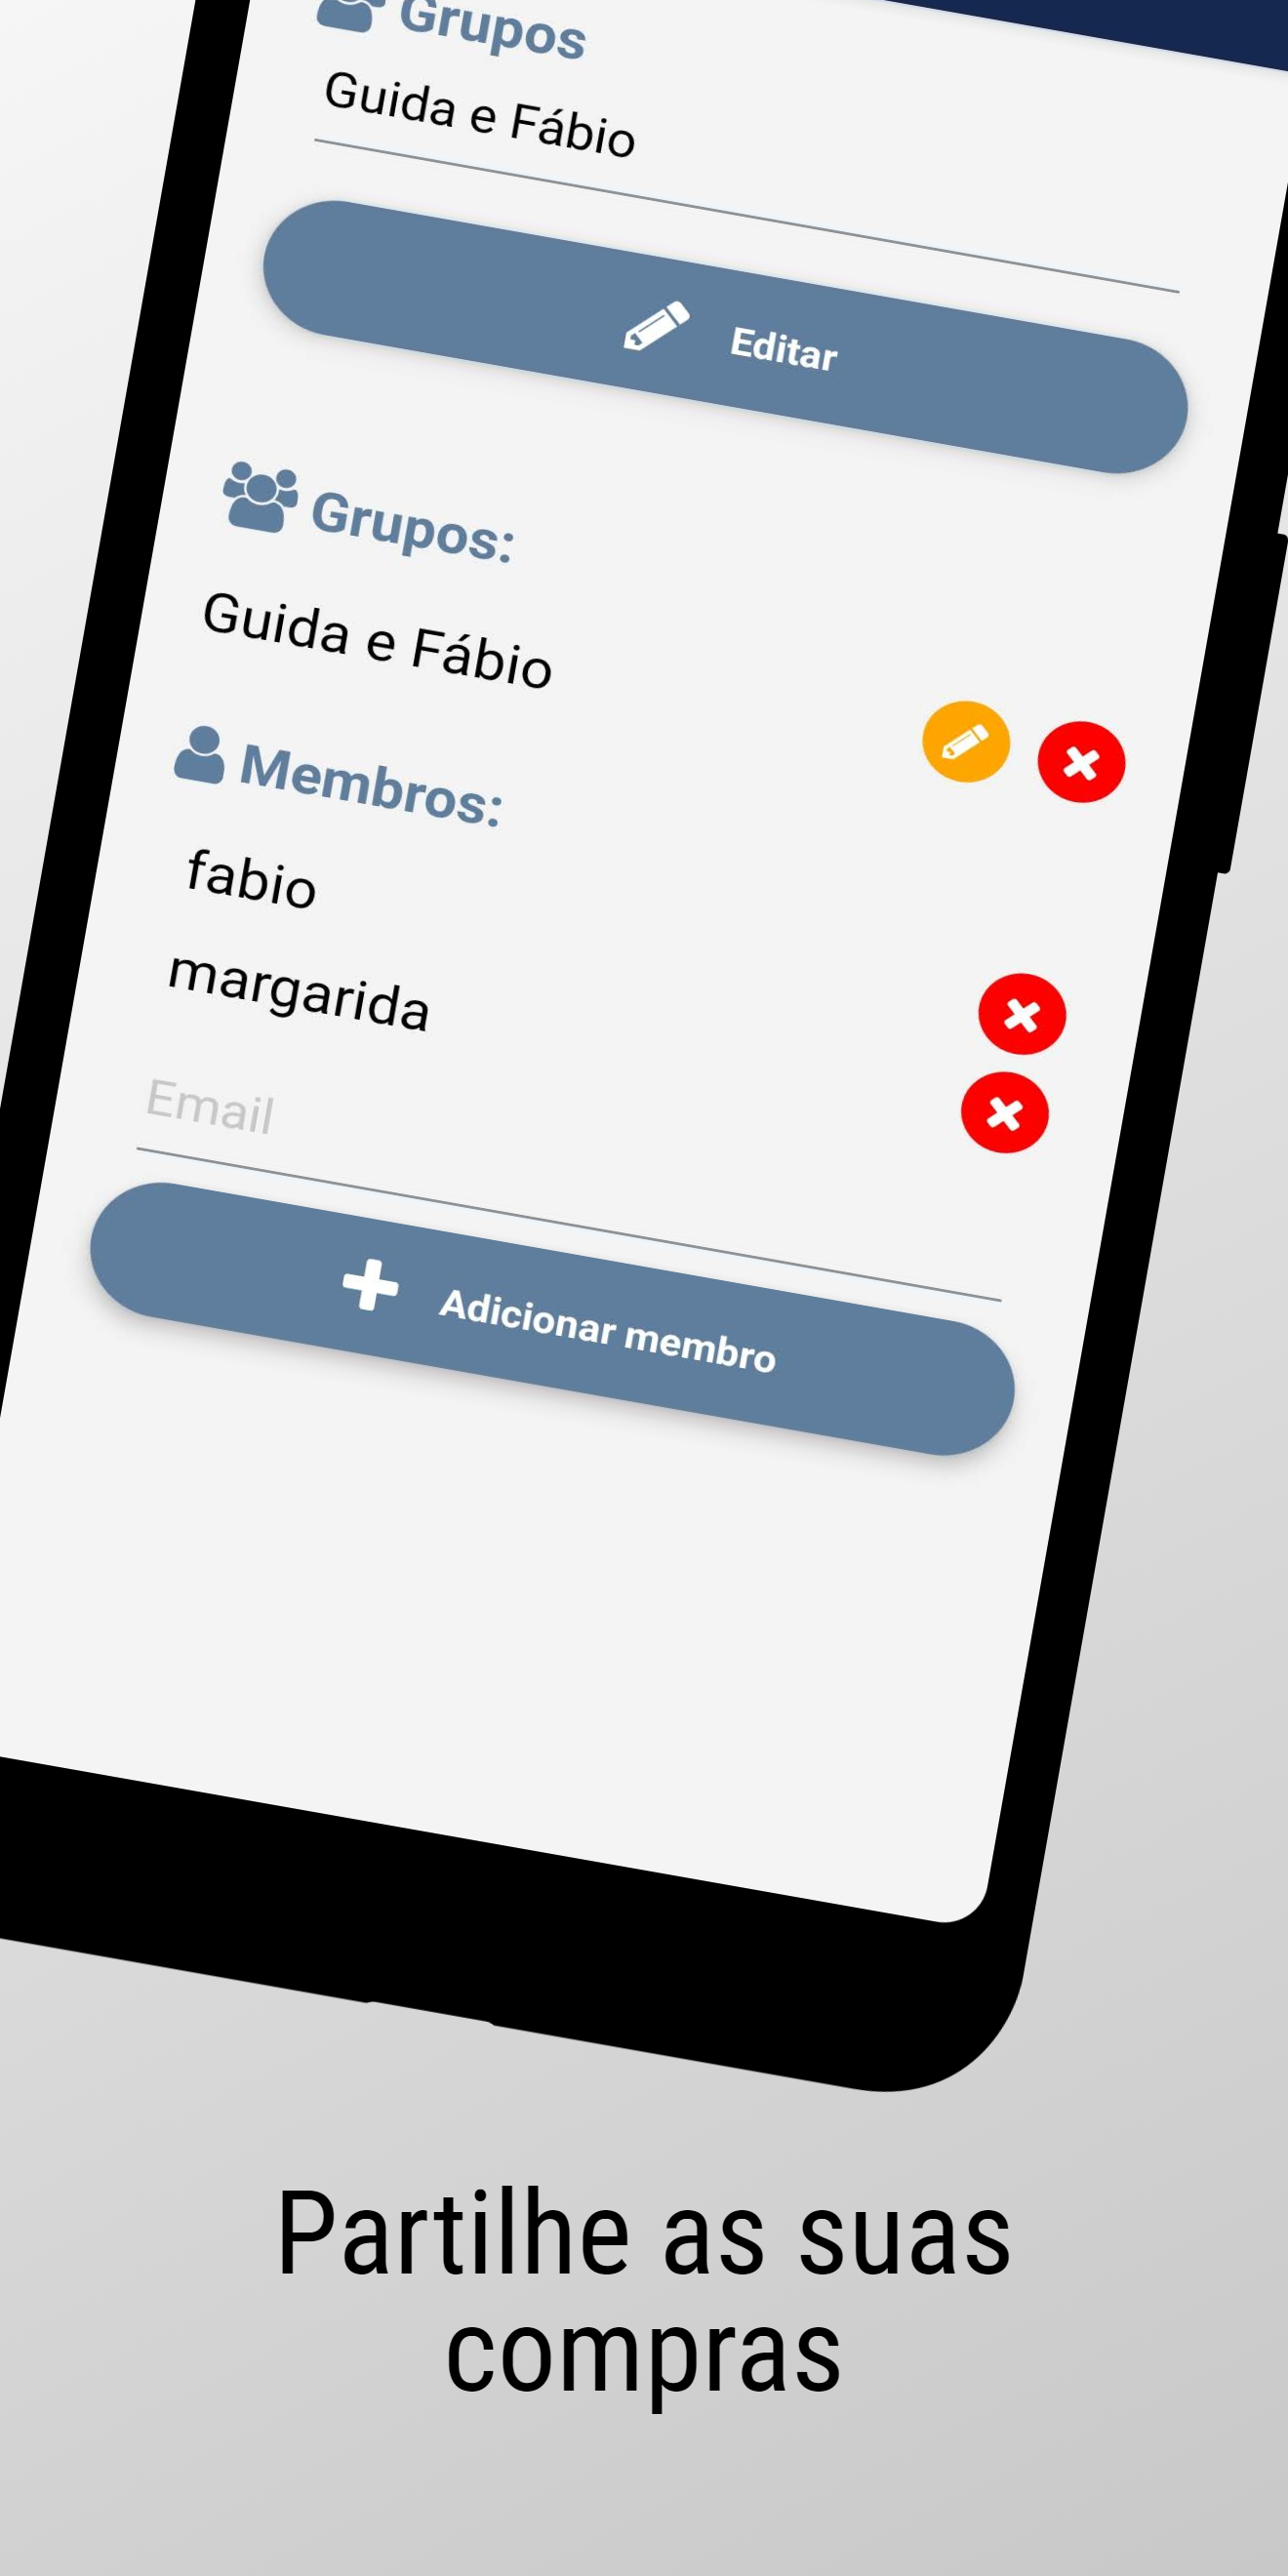 Grupos
Guida e Fábio
Editar
Grupos:
Guida e Fábio
Membros:
fabio
margarida
Email
Adicionar membro
Partilhe as suas
compras